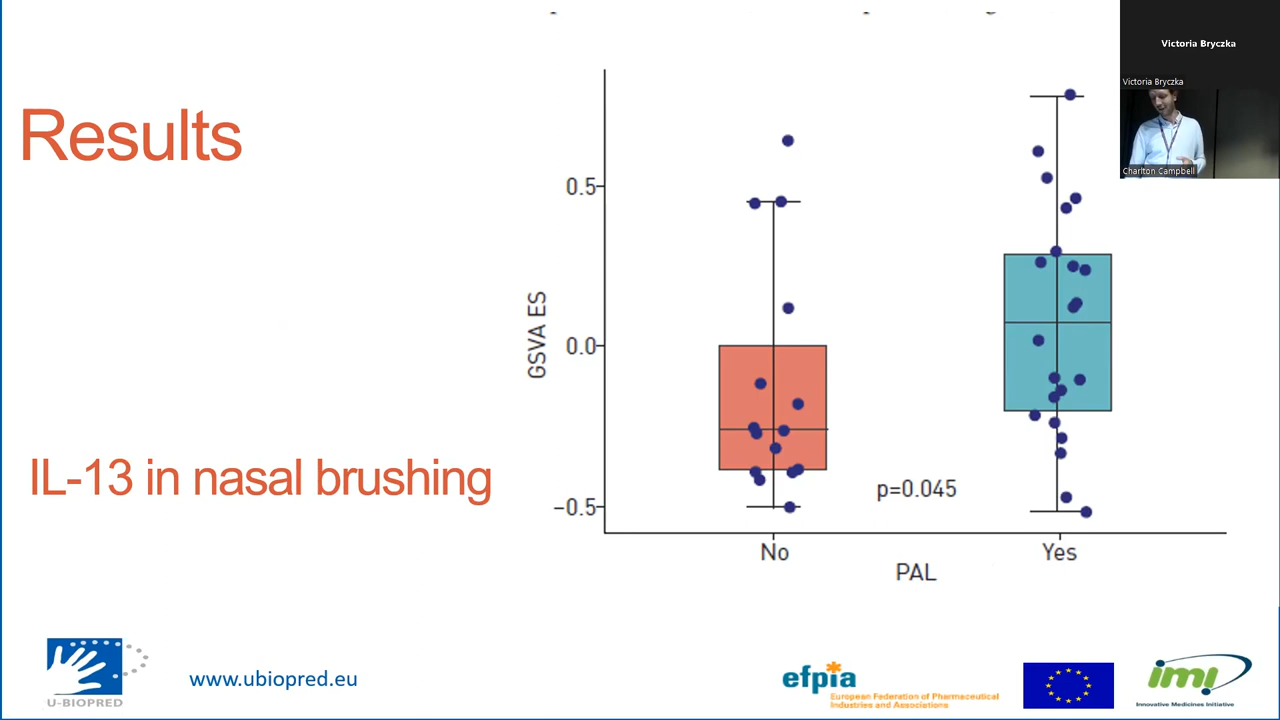 Victoria Bryczka
Victoria Bryczka
Charlton Campbell
Results
IL-13 in nasal brushing
GSVA ES
0.5
0.0
−0.5
p=0.045
No
Yes
PAL
U-BIOPRED
www.ubiopred.eu
efpia
European Federation of Pharmaceutical
Industries and Associations
imi
Innovative Medicines Initiative